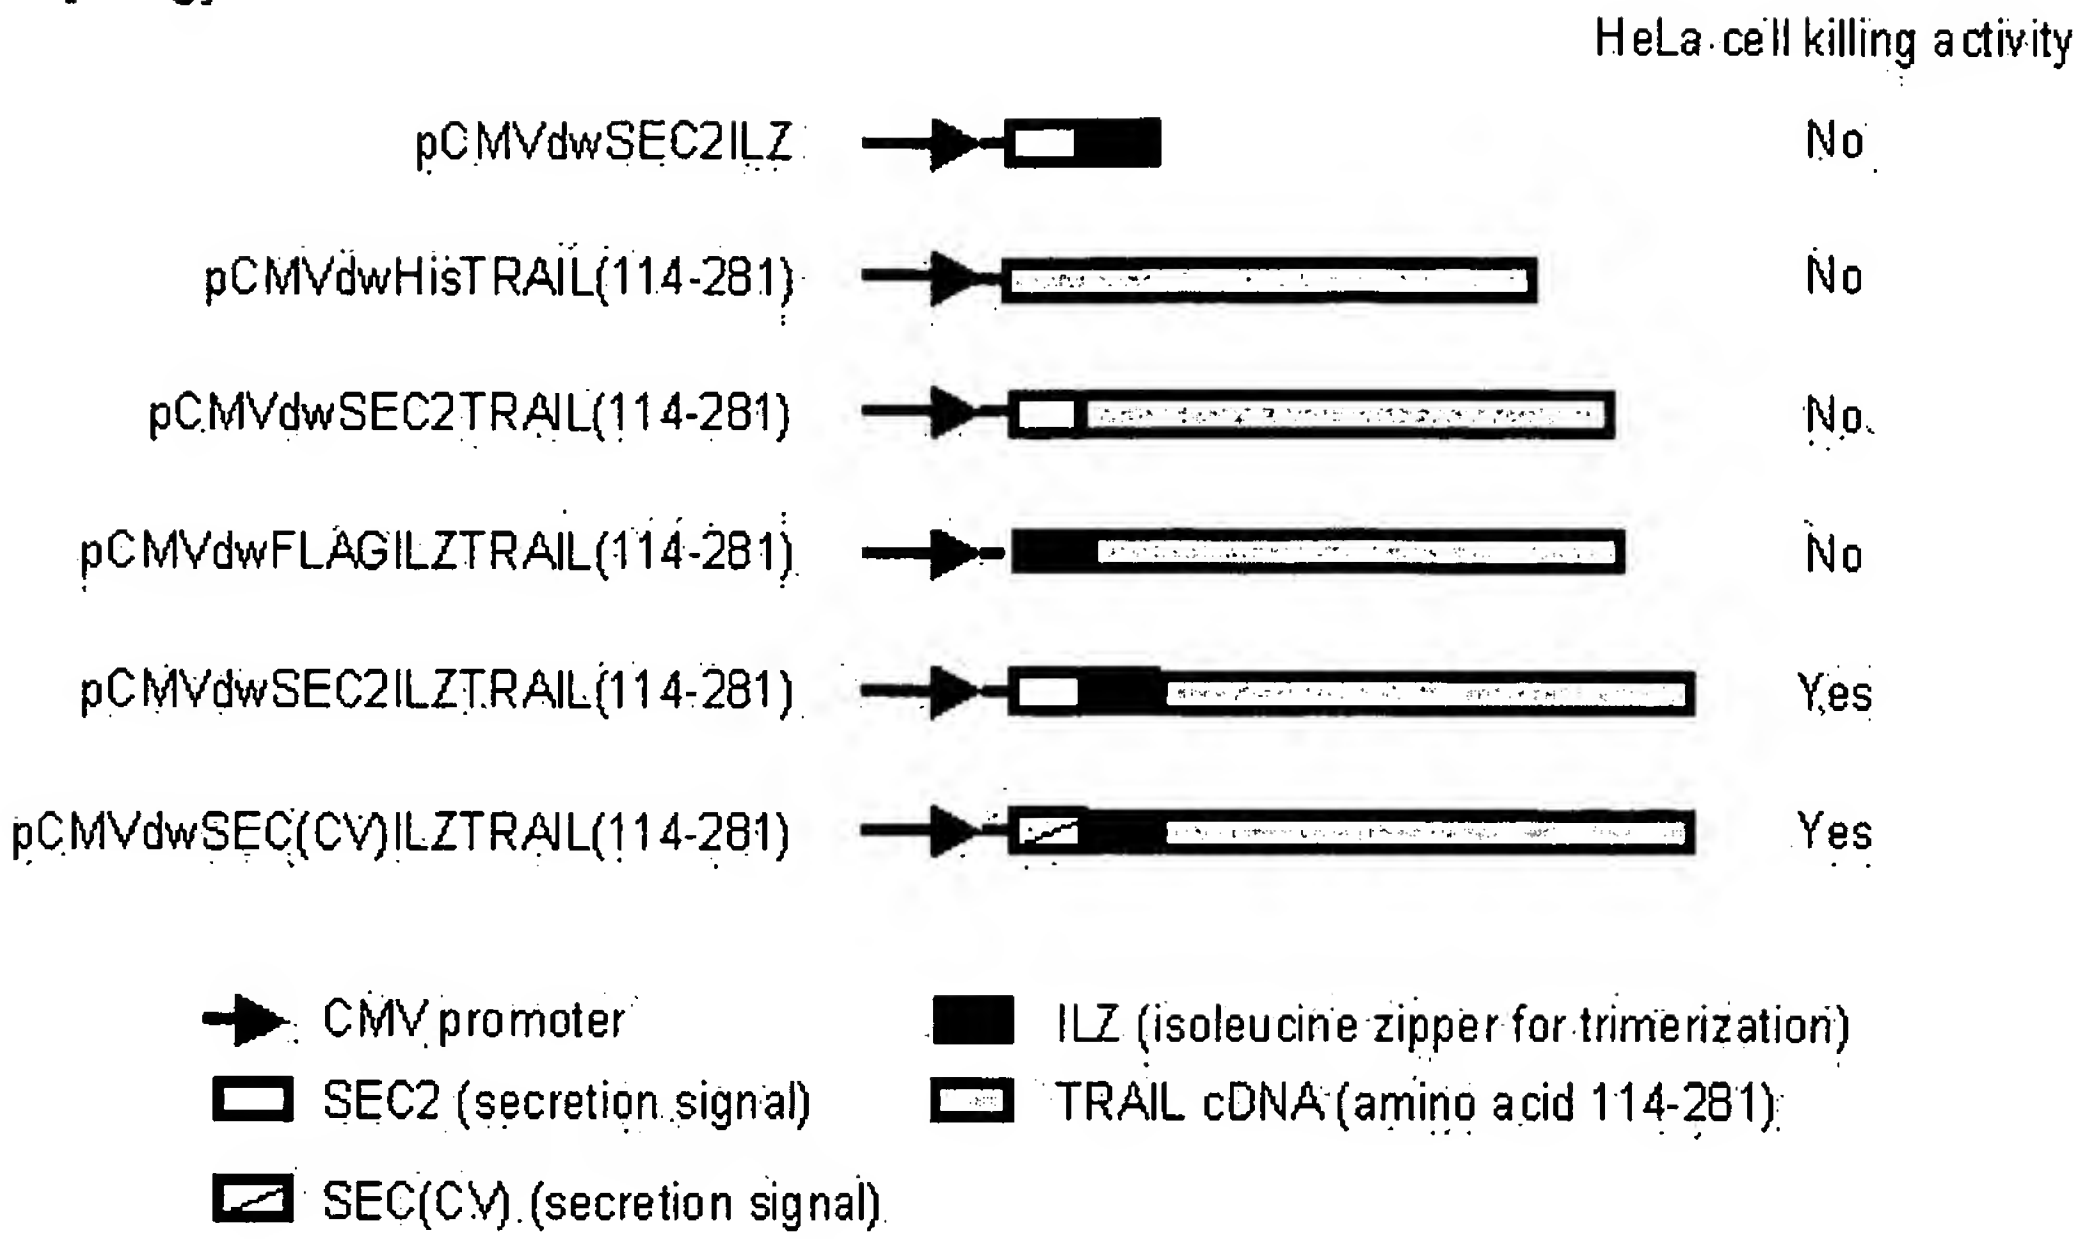 HeLa cell killing activity
pCMVdwSEC2ILZ No
pCMVdwHisTRAIL(114-281) No
pCMVdwSEC2TRAIL(114-281) No
pCMVdwFLAGILZTRAIL(114-281) No
pCMVdwSEC2ILZTRAIL(114-281) Yes
pCMVdwSEC(CV)ILZTRAIL(114-281) Yes
CMV promoter ILZ (isoleucine zipper for trimerization)
SEC2 (secretion signal) TRAIL cDNA (amino acid 114-281)
SEC(CV) (secretion signal)